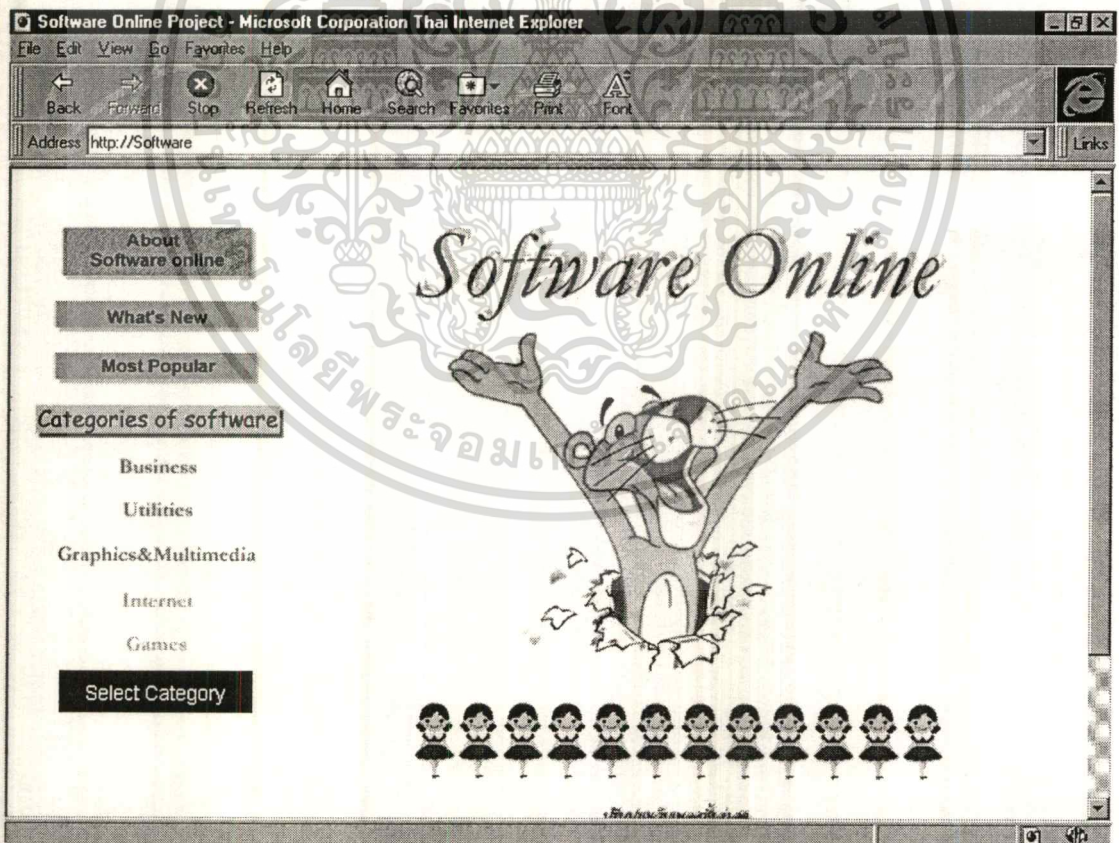 Software Online Project - Microsoft Corporation Thai Internet Explorer
File Edit View Go Favorites Help
Back Forward Stop Refresh Home Search Favorites Print Font
Address http://Software Links
Software Online
About
Software online
What's New
Most Popular
Categories of software!
Business
Utilities
Graphics&Multimedia
Internet
Games
Select Category